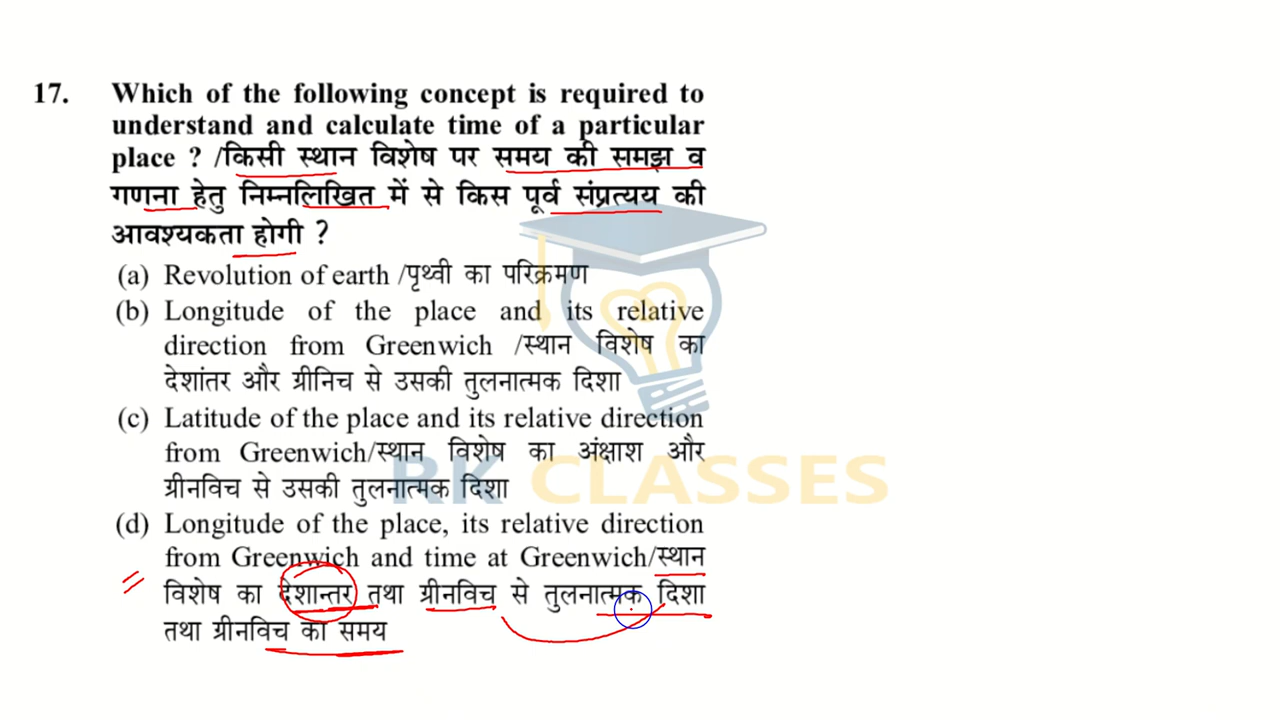 17. Which of the following concept is required to
understand and calculate time of a particular
place ? /किसी स्थान विशेष पर समय की समझ व
गणना हेतु निम्नलिखित में से किस पूर्व संप्रत्यय की
आवश्यकता होगी ?
(a) Revolution of earth /पृथ्वी का परिक्रमण
(b) Longitude of the place and its relative
direction from Greenwich /स्थान विशेष का
देशांतर और ग्रीनिच से उसकी तुलनात्मक दिशा
(c) Latitude of the place and its relative direction
from Greenwich/स्थान विशेष का अंक्षाश और
ग्रीनविच से उसकी तुलनात्मक दिशा
RK CLASSES
(d) Longitude of the place, its relative direction
from Greenwich and time at Greenwich/स्थान
विशेष का देशान्तर तथा ग्रीनविच से तुलनात्मक दिशा
तथा ग्रीनविच का समय